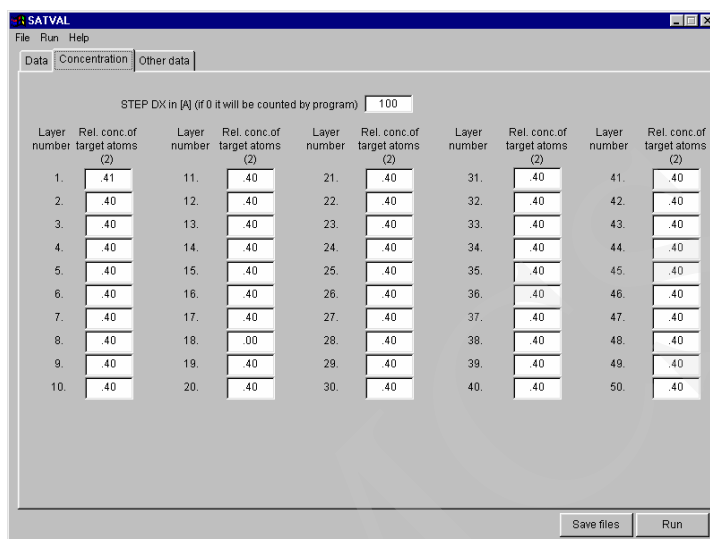 SATVAL
File Run Help
Data Concentration Other data
STEP DX in [A] (if 0 it will be counted by program) 100
Layer Rel. conc.of Layer Rel. conc.of Layer Rel. conc.of Layer Rel. conc.of Layer Rel. conc.of
number target atoms number target atoms number target atoms number target atoms number target atoms
(2) (2) (2) (2) (2)
1. .41 11. .40 21. .40 31. .40 41. .40
2. .40 12. .40 22. .40 32. .40 42. .40
3. .40 13. .40 23. .40 33. .40 43. .40
4. .40 14. .40 24. .40 34. .40 44. .40
5. .40 15. .40 25. .40 35. .40 45. .40
6. .40 16. .40 26. .40 36. .40 46. .40
7. .40 17. .40 27. .40 37. .40 47. .40
8. .40 18. .00 28. .40 38. .40 48. .40
9. .40 19. .40 29. .40 39. .40 49. .40
10. .40 20. .40 30. .40 40. .40 50. .40
Save files Run